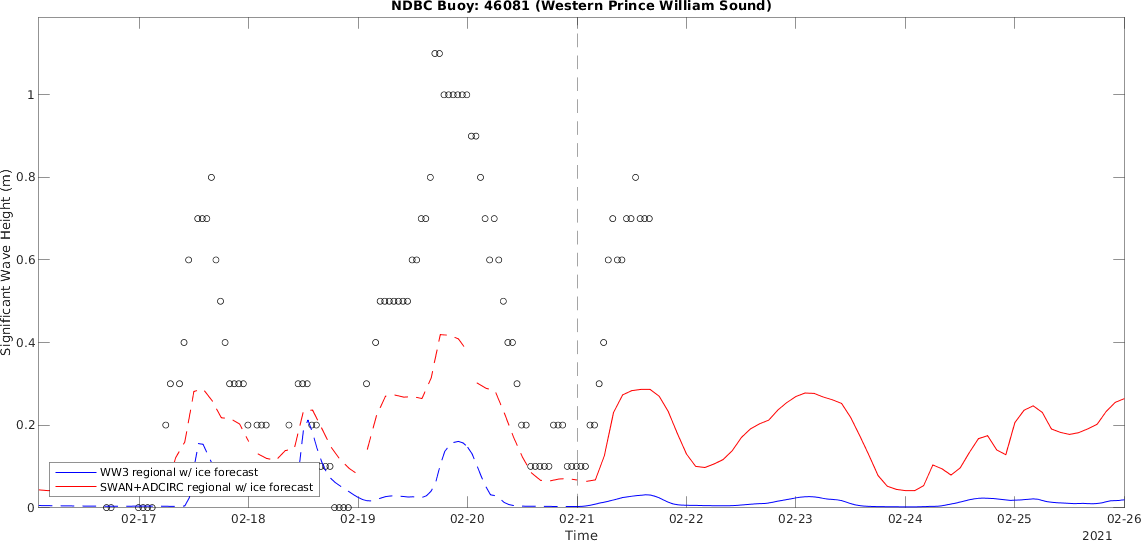 NDBC Buoy: 46081 (Western Prince William Sound)
Significant Wave Height (m)
1
0.8
0.6
0.4
0.2
0
WW3 regional w/ ice forecast
SWAN+ADCIRC regional w/ ice forecast
02-17 02-18 02-19 02-20 02-21 02-22 02-23 02-24 02-25 02-26
Time
2021